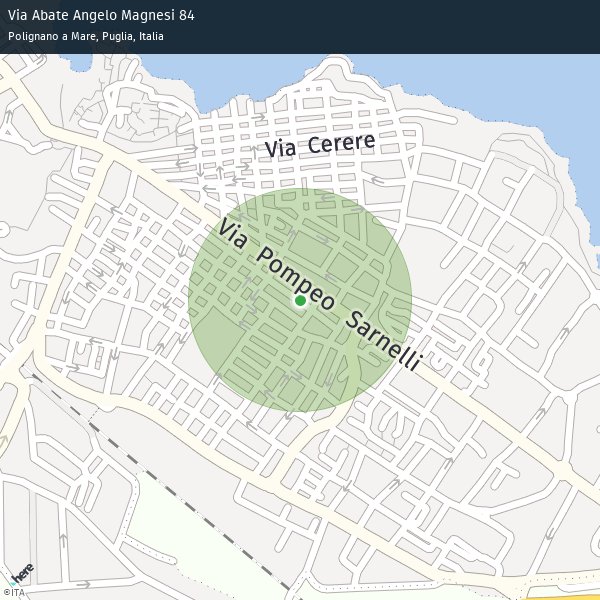 Via Abate Angelo Magnesi 84
Polignano a Mare, Puglia, Italia
Via Cerere
Via Pompeo Sarnelli
here
©ITA